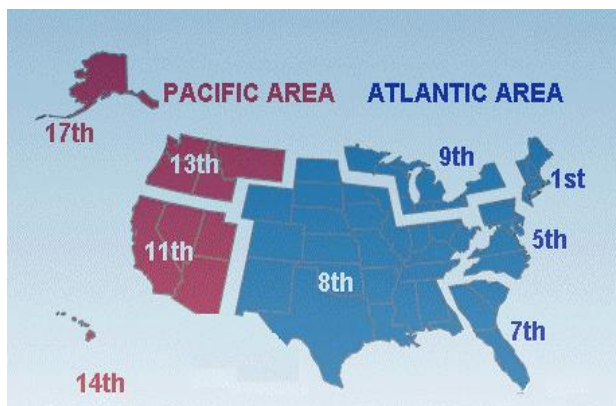 PACIFIC AREA
ATLANTIC AREA
17th
13th
9th
1st
11th
5th
8th
7th
14th